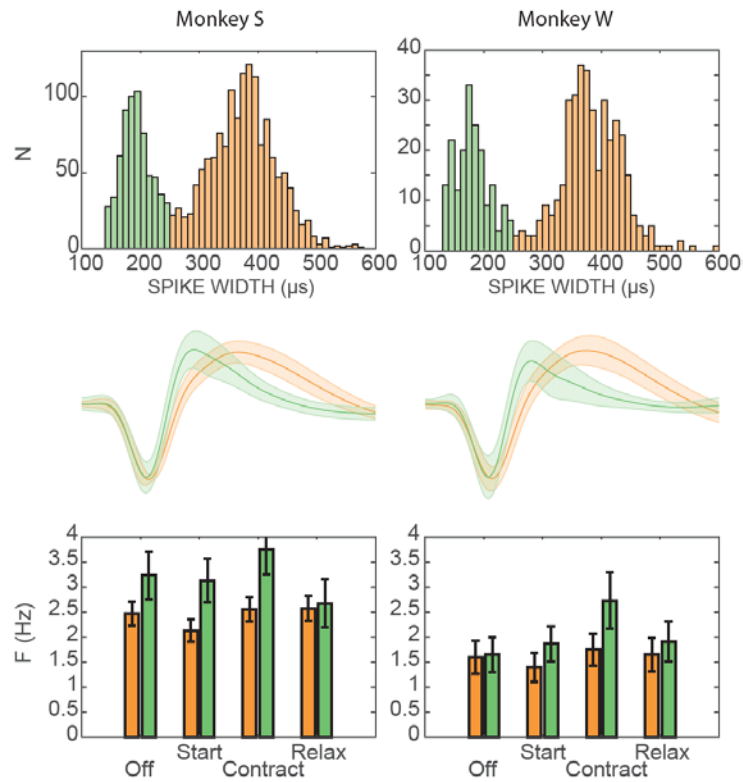 Monkey S
Monkey W
N
100
50
0
100 200 300 400 500 600
SPIKE WIDTH (µs)
40
30
20
10
0
100 200 300 400 500 600
SPIKE WIDTH (µs)
F (Hz)
4
3.5
3
2.5
2
1.5
1
0.5
0
Start Relax
Off Contract
4
3.5
3
2.5
2
1.5
1
0.5
0
Start Relax
Off Contract